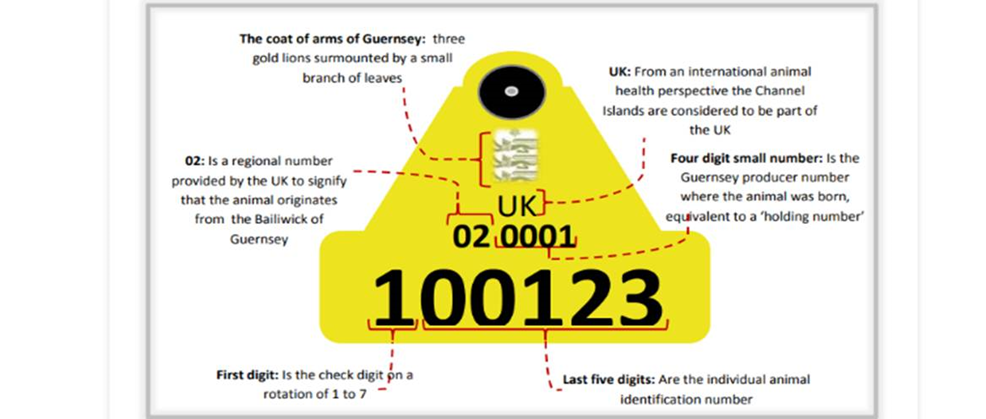 The coat of arms of Guernsey: three
gold lions surmounted by a small
branch of leaves
UK: From an international animal
health perspective the Channel
Islands are considered to be part of
the UK
02: Is a regional number
provided by the UK to signify
that the animal originates
from the Bailiwick of
Guernsey
Four digit small number: Is the
Guernsey producer number
where the animal was born,
equivalent to a ‘holding number’
UK
02 0001
100123
First digit: Is the check digit on a
rotation of 1 to 7
Last five digits: Are the individual animal
identification number